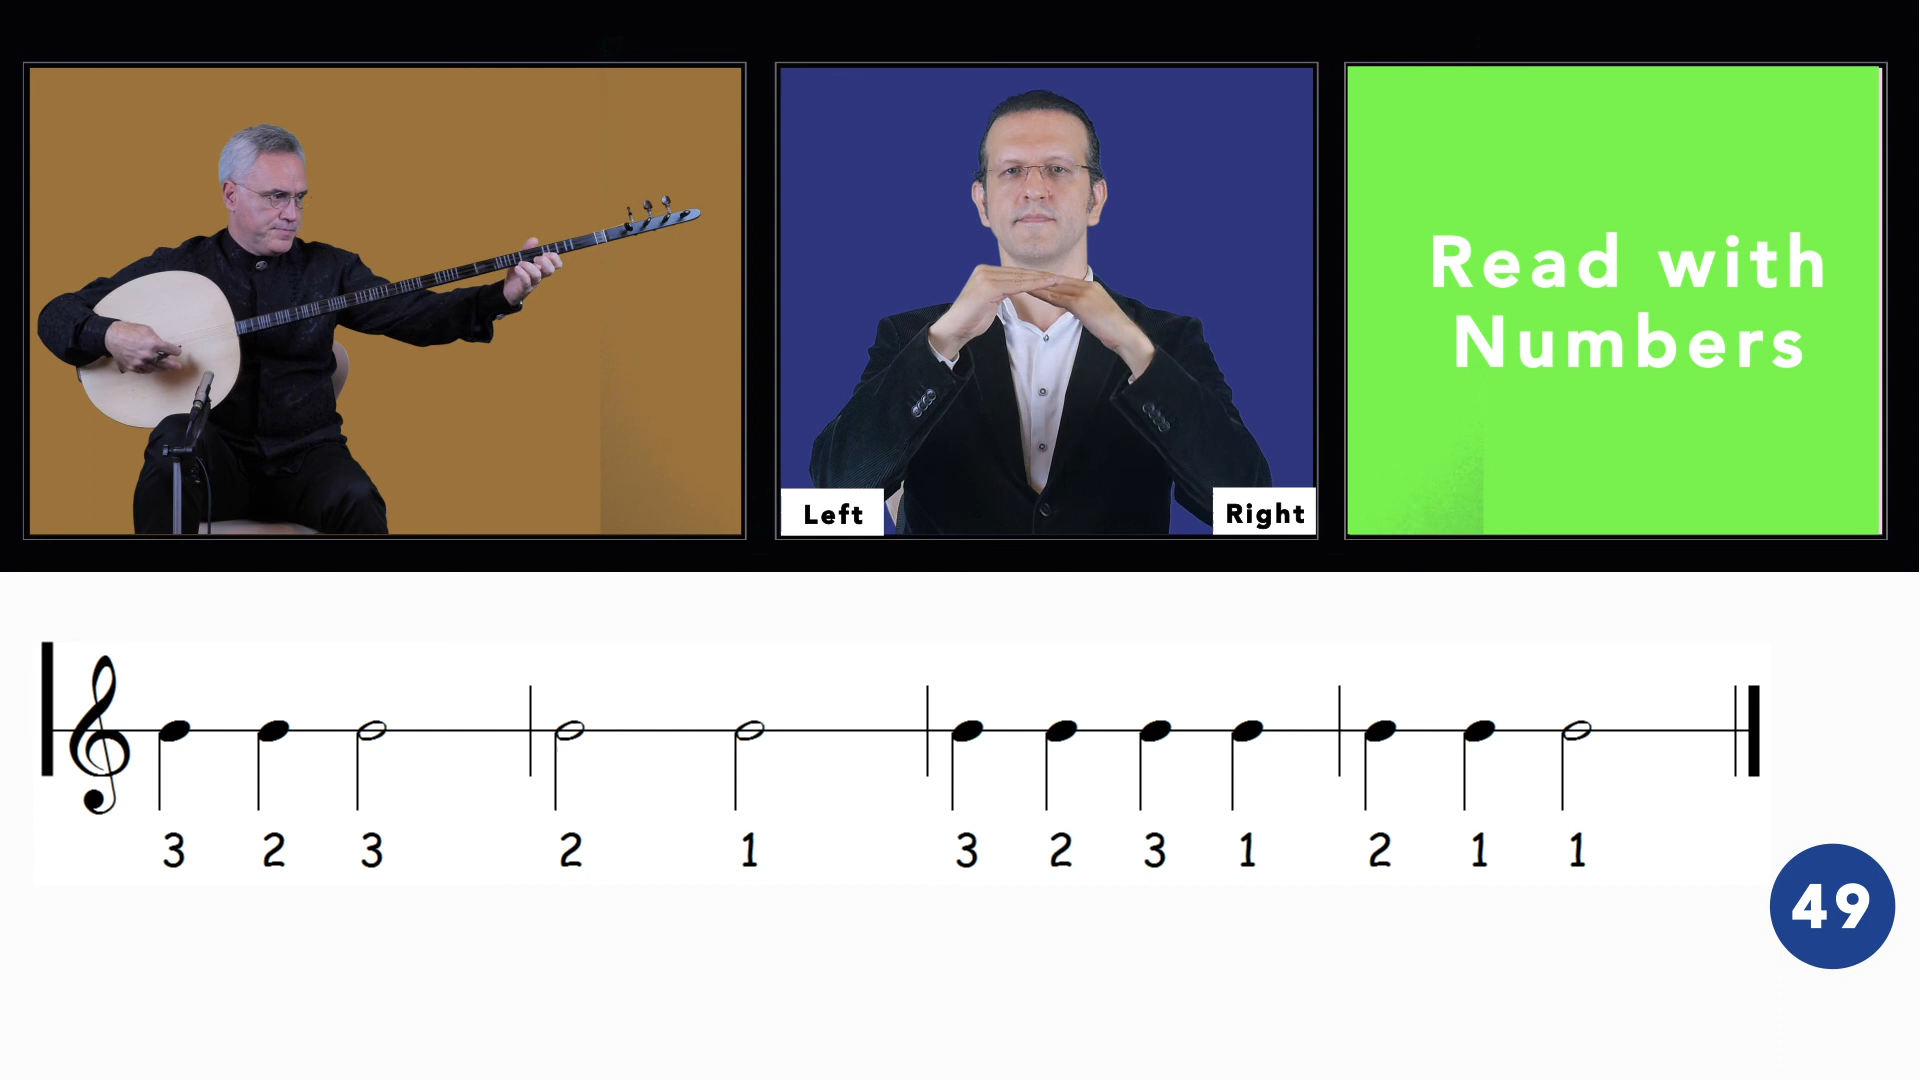 Left
Right
Read with
Numbers
3 2 3 2 1 3 2 3 1 2 1 1
49